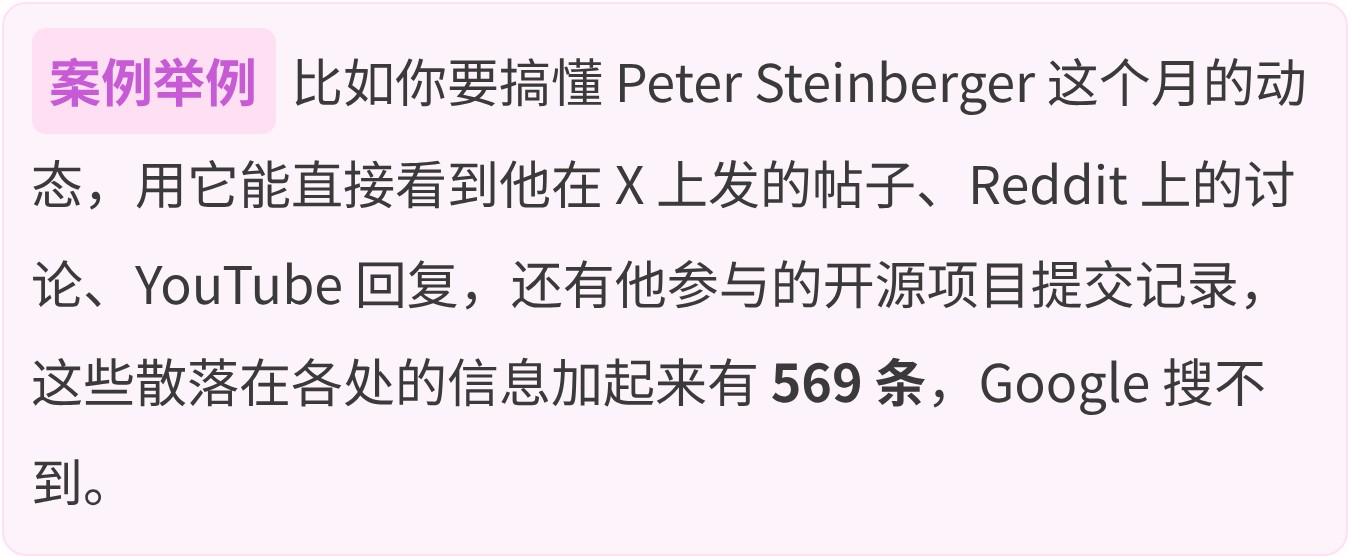 案例举例 比如你要搞懂 Peter Steinberger 这个月的动
态，用它能直接看到他在 X 上发的帖子、Reddit 上的讨
论、YouTube 回复，还有他参与的开源项目提交记录，
这些散落在各处的信息加起来有 569 条，Google 搜不
到。